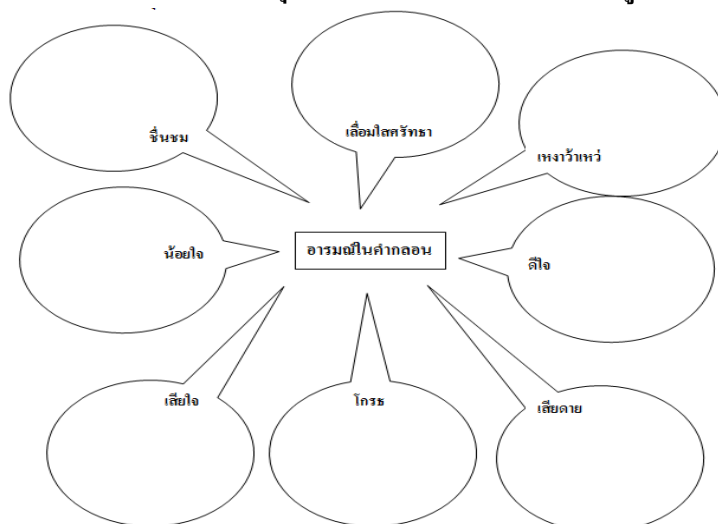 ชื่นชม
เลื่อมใสศรัทธา
เหงาว้าเหว่
น้อยใจ
อารมณ์ในคำกลอน
ดีใจ
เสียใจ
โกรธ
เสียดาย